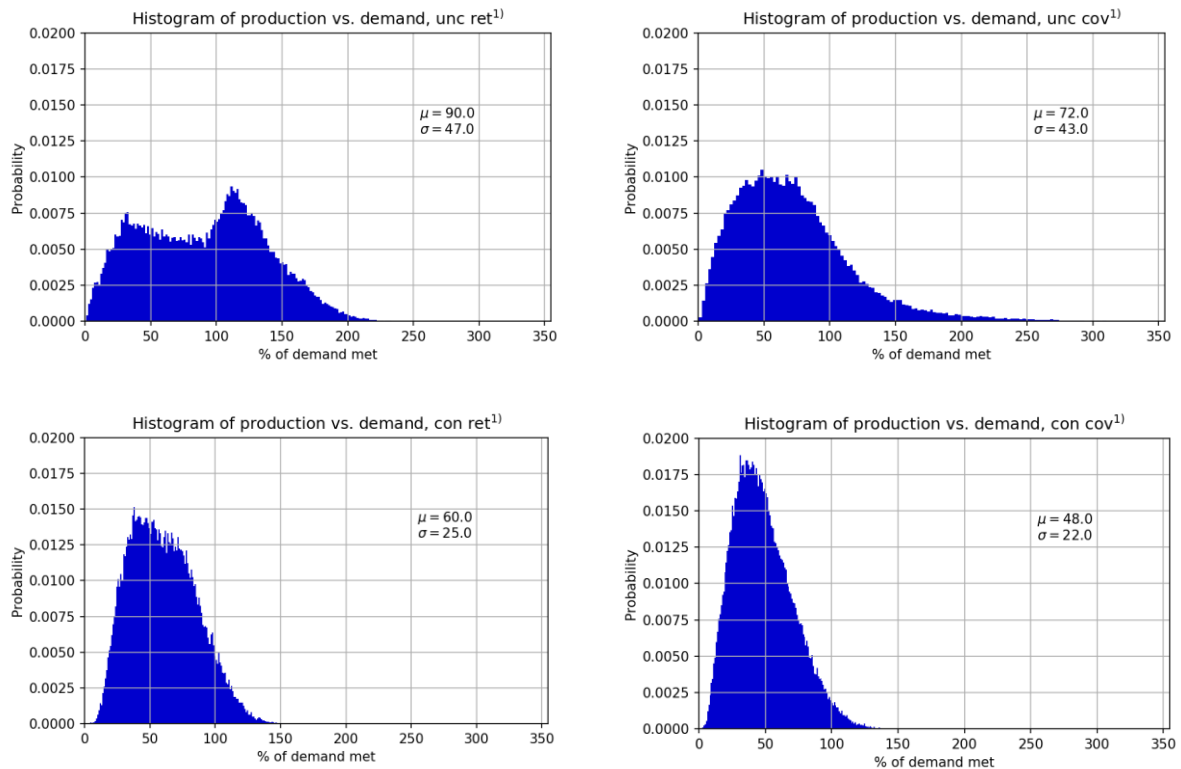 Histogram of production vs. demand, unc ret¹⁾
0.0200
0.0175
0.0150
0.0125
0.0100
0.0075
0.0050
0.0025
0.0000
Probability
μ = 90.0
σ = 47.0
0 50 100 150 200 250 300 350
% of demand met
Histogram of production vs. demand, unc cov¹⁾
0.0200
0.0175
0.0150
0.0125
0.0100
0.0075
0.0050
0.0025
0.0000
Probability
μ = 72.0
σ = 43.0
0 50 100 150 200 250 300 350
% of demand met
Histogram of production vs. demand, con ret¹⁾
0.0200
0.0175
0.0150
0.0125
0.0100
0.0075
0.0050
0.0025
0.0000
Probability
μ = 60.0
σ = 25.0
0 50 100 150 200 250 300 350
% of demand met
Histogram of production vs. demand, con cov¹⁾
0.0200
0.0175
0.0150
0.0125
0.0100
0.0075
0.0050
0.0025
0.0000
Probability
μ = 48.0
σ = 22.0
0 50 100 150 200 250 300 350
% of demand met